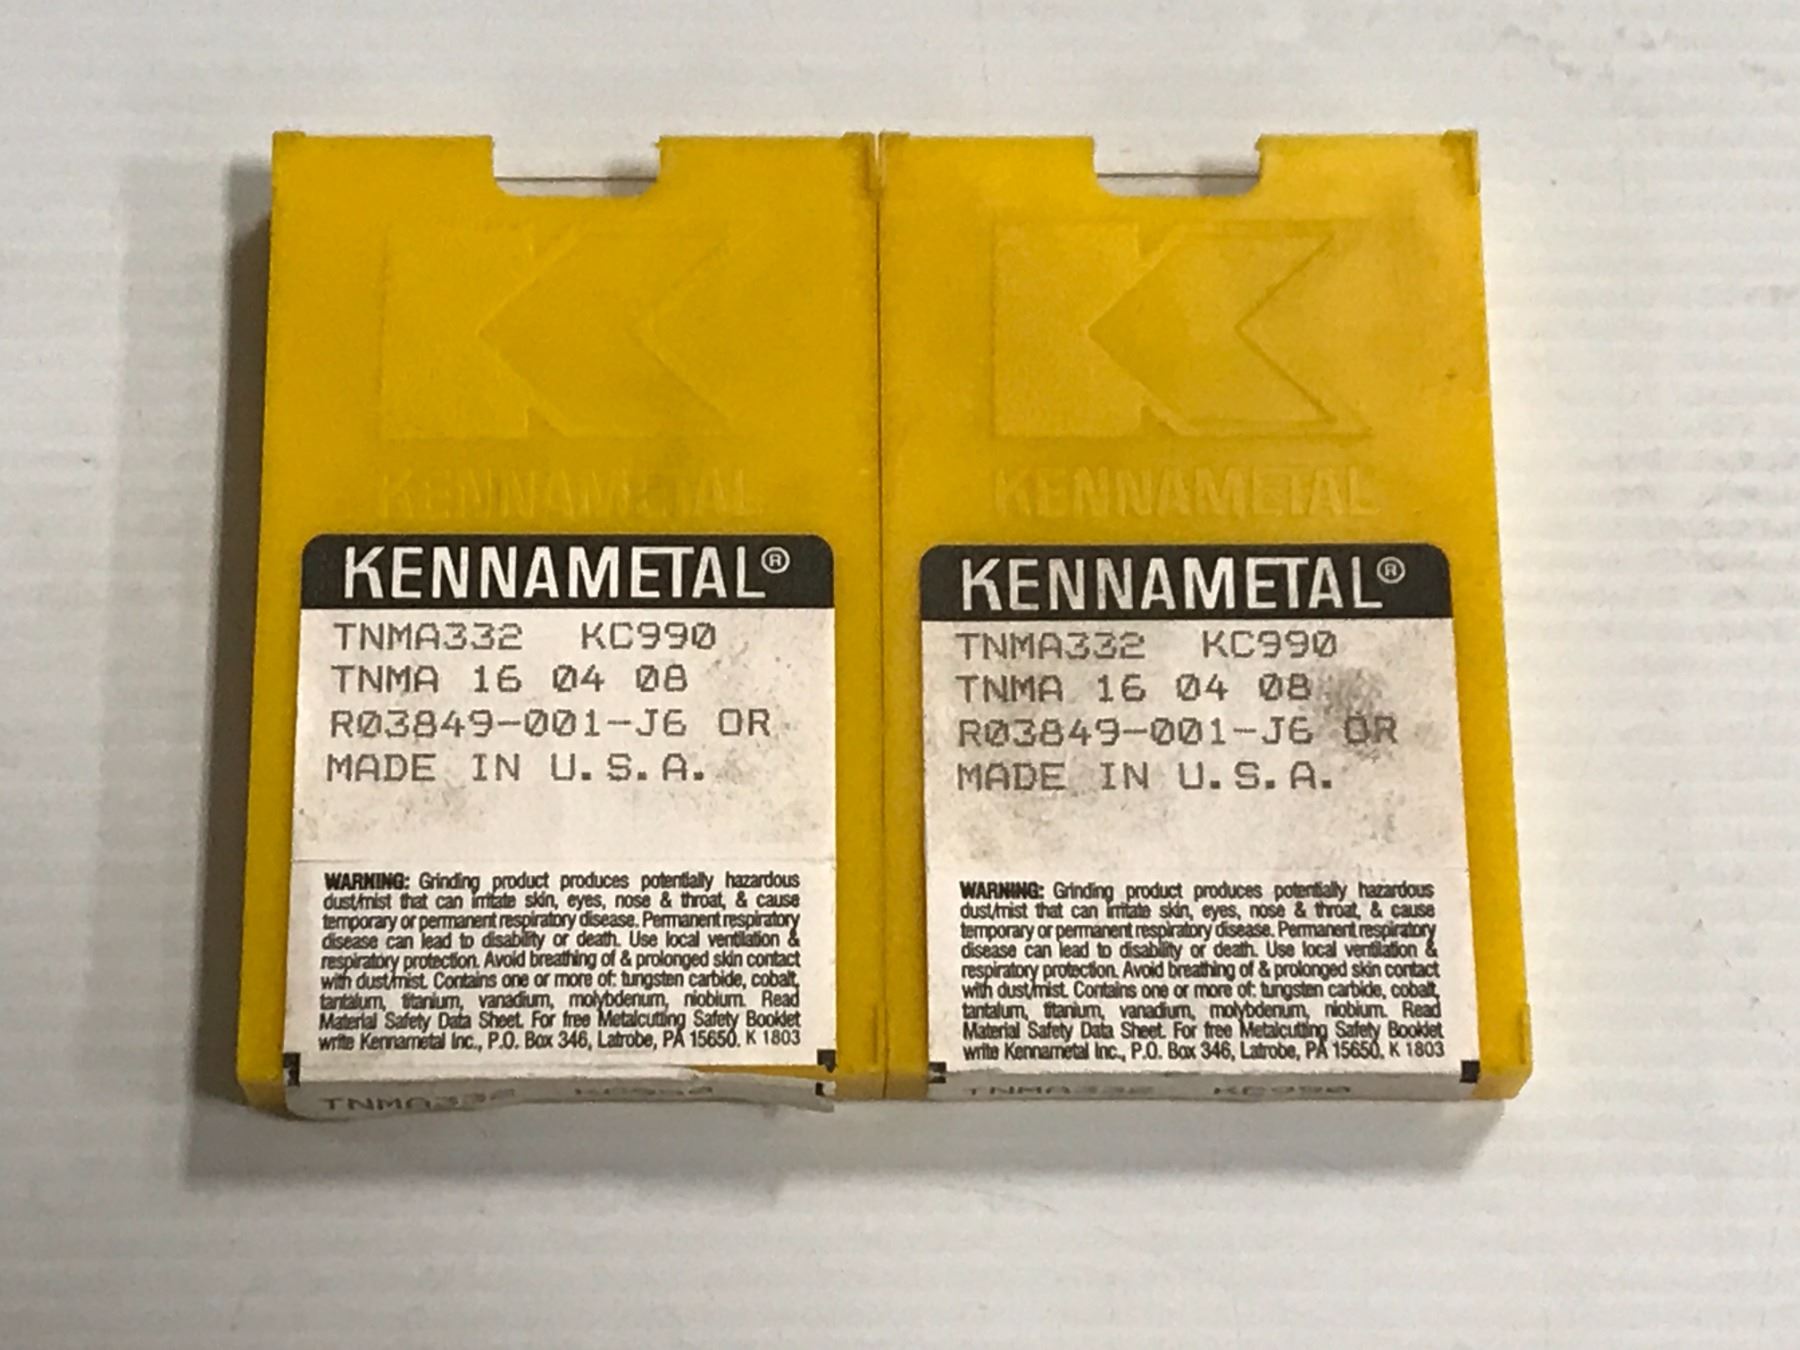 KENNAMETAL
KENNAMETAL®
TNMA332 KC990
TNMA 16 04 08
R03849-001-J6 OR
MADE IN U.S.A.
WARNING: Grinding product produces potentially hazardous
dust/mist that can irritate skin, eyes, nose & throat, & cause
temporary or permanent respiratory disease. Permanent respiratory
disease can lead to disability or death. Use local ventilation &
respiratory protection. Avoid breathing of & prolonged skin contact
with dust/mist. Contains one or more of: tungsten carbide, cobalt,
tantalum, titanium, vanadium, molybdenum, niobium. Read
Material Safety Data Sheet. For free Metalcutting Safety Booklet
write Kennametal Inc., P.O. Box 346, Latrobe, PA 15650. K 1803
TNMA332 KC990
KENNAMETAL
KENNAMETAL®
TNMA332 KC990
TNMA 16 04 08
R03849-001-J6 OR
MADE IN U.S.A.
WARNING: Grinding product produces potentially hazardous
dust/mist that can irritate skin, eyes, nose & throat, & cause
temporary or permanent respiratory disease. Permanent respiratory
disease can lead to disability or death. Use local ventilation &
respiratory protection. Avoid breathing of & prolonged skin contact
with dust/mist. Contains one or more of: tungsten carbide, cobalt,
tantalum, titanium, vanadium, molybdenum, niobium. Read
Material Safety Data Sheet. For free Metalcutting Safety Booklet
write Kennametal Inc., P.O. Box 346, Latrobe, PA 15650. K 1803
TNMA332 KC990